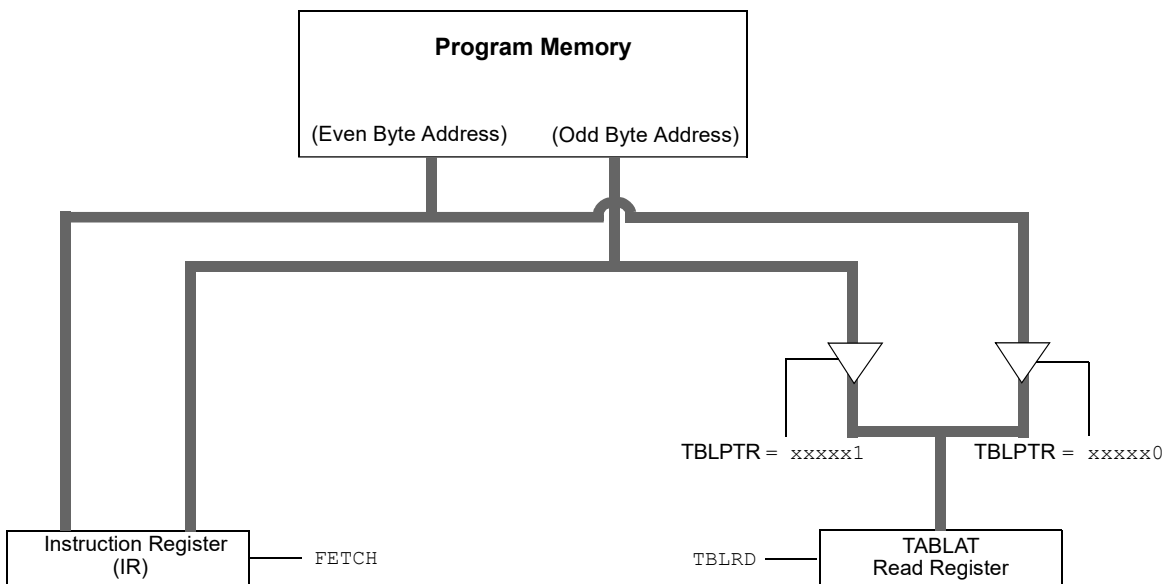 Program Memory
(Even Byte Address)
(Odd Byte Address)
TBLPTR = xxxxx1
TBLPTR = xxxxx0
Instruction Register
(IR)
FETCH
TBLRD
TABLAT
Read Register